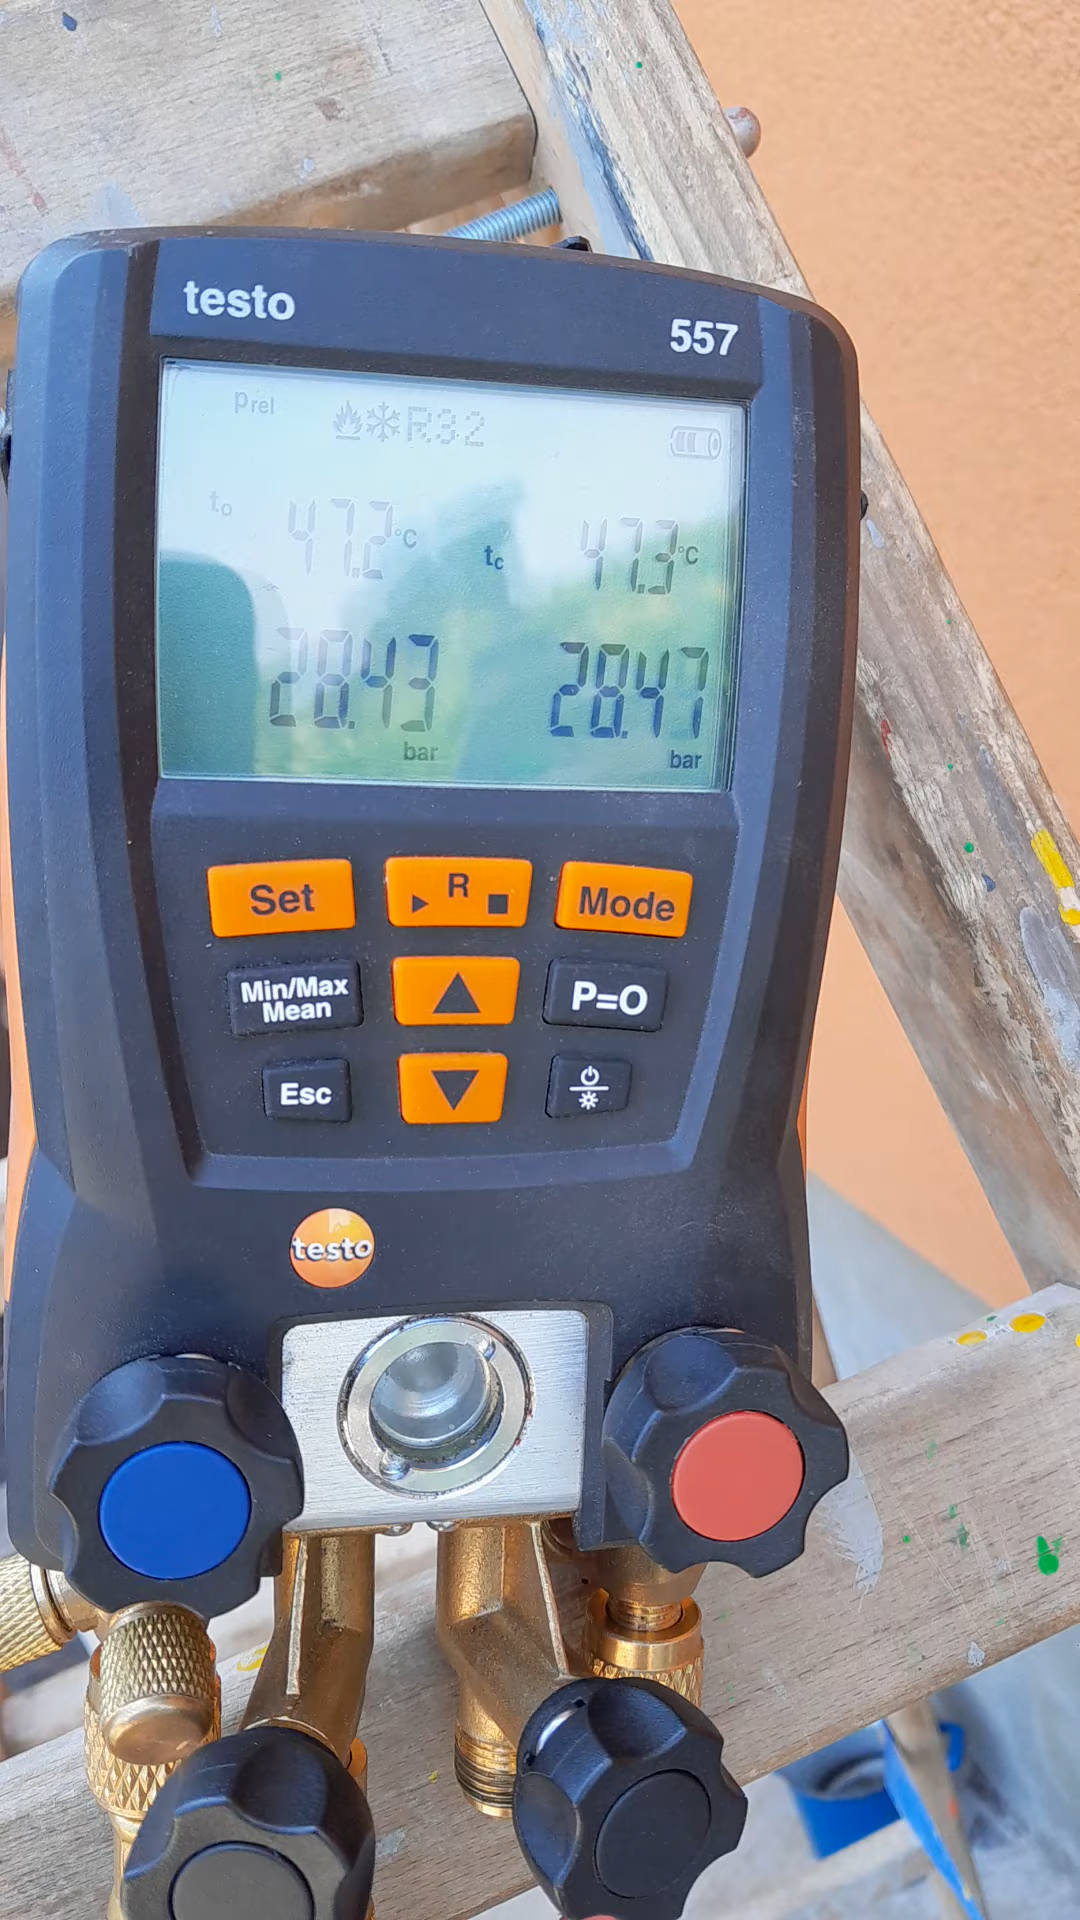 testo
557
Prel R32
to 47.2 °C tc 47.3 °C
28.43 28.47
bar bar
Set R Mode
Min/Max
Mean
P=O
Esc
testo